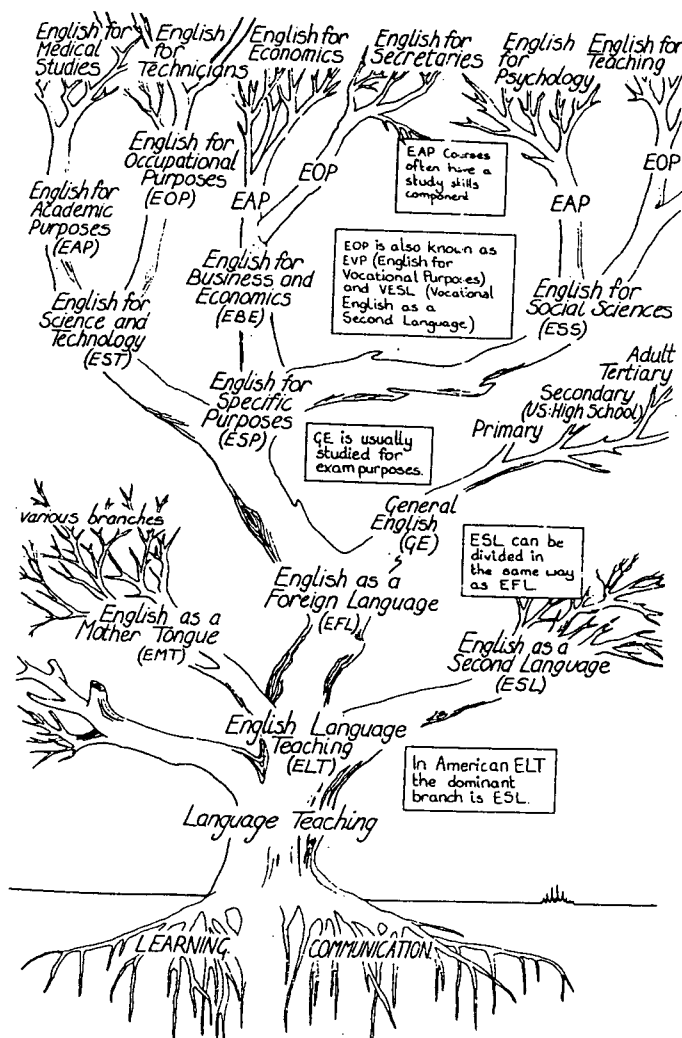 English for
Medical
Studies
English
for
Technicians
English for
Economics
English for
Secretaries
English
for
Psychology
English for
Teaching
English for
Occupational
Purposes
(EOP)
EOP
EAP Courses
often have a
study skills
component
EOP
English for
Academic
Purposes
(EAP)
EAP
EAP
EOP is also known as
EVP (English for
Vocational Purposes)
and VESL (Vocational
English as a
Second Language)
English for
Business and
Economics
(EBE)
English for
Science and
Technology
(EST)
English for
Social Sciences
(ESS)
English for
Specific
Purposes
(ESP)
Adult
Tertiary
Secondary
(US:High School)
Primary
GE is usually
studied for
exam purposes.
General
English
(GE)
various branches
ESL can be
divided in
the same way
as EFL.
English as a
Foreign Language
(EFL)
English as a
Mother Tongue
(EMT)
English as a
Second Language
(ESL)
English Language
Teaching
(ELT)
In American ELT
the dominant
branch is ESL.
Language Teaching
LEARNING
COMMUNICATION